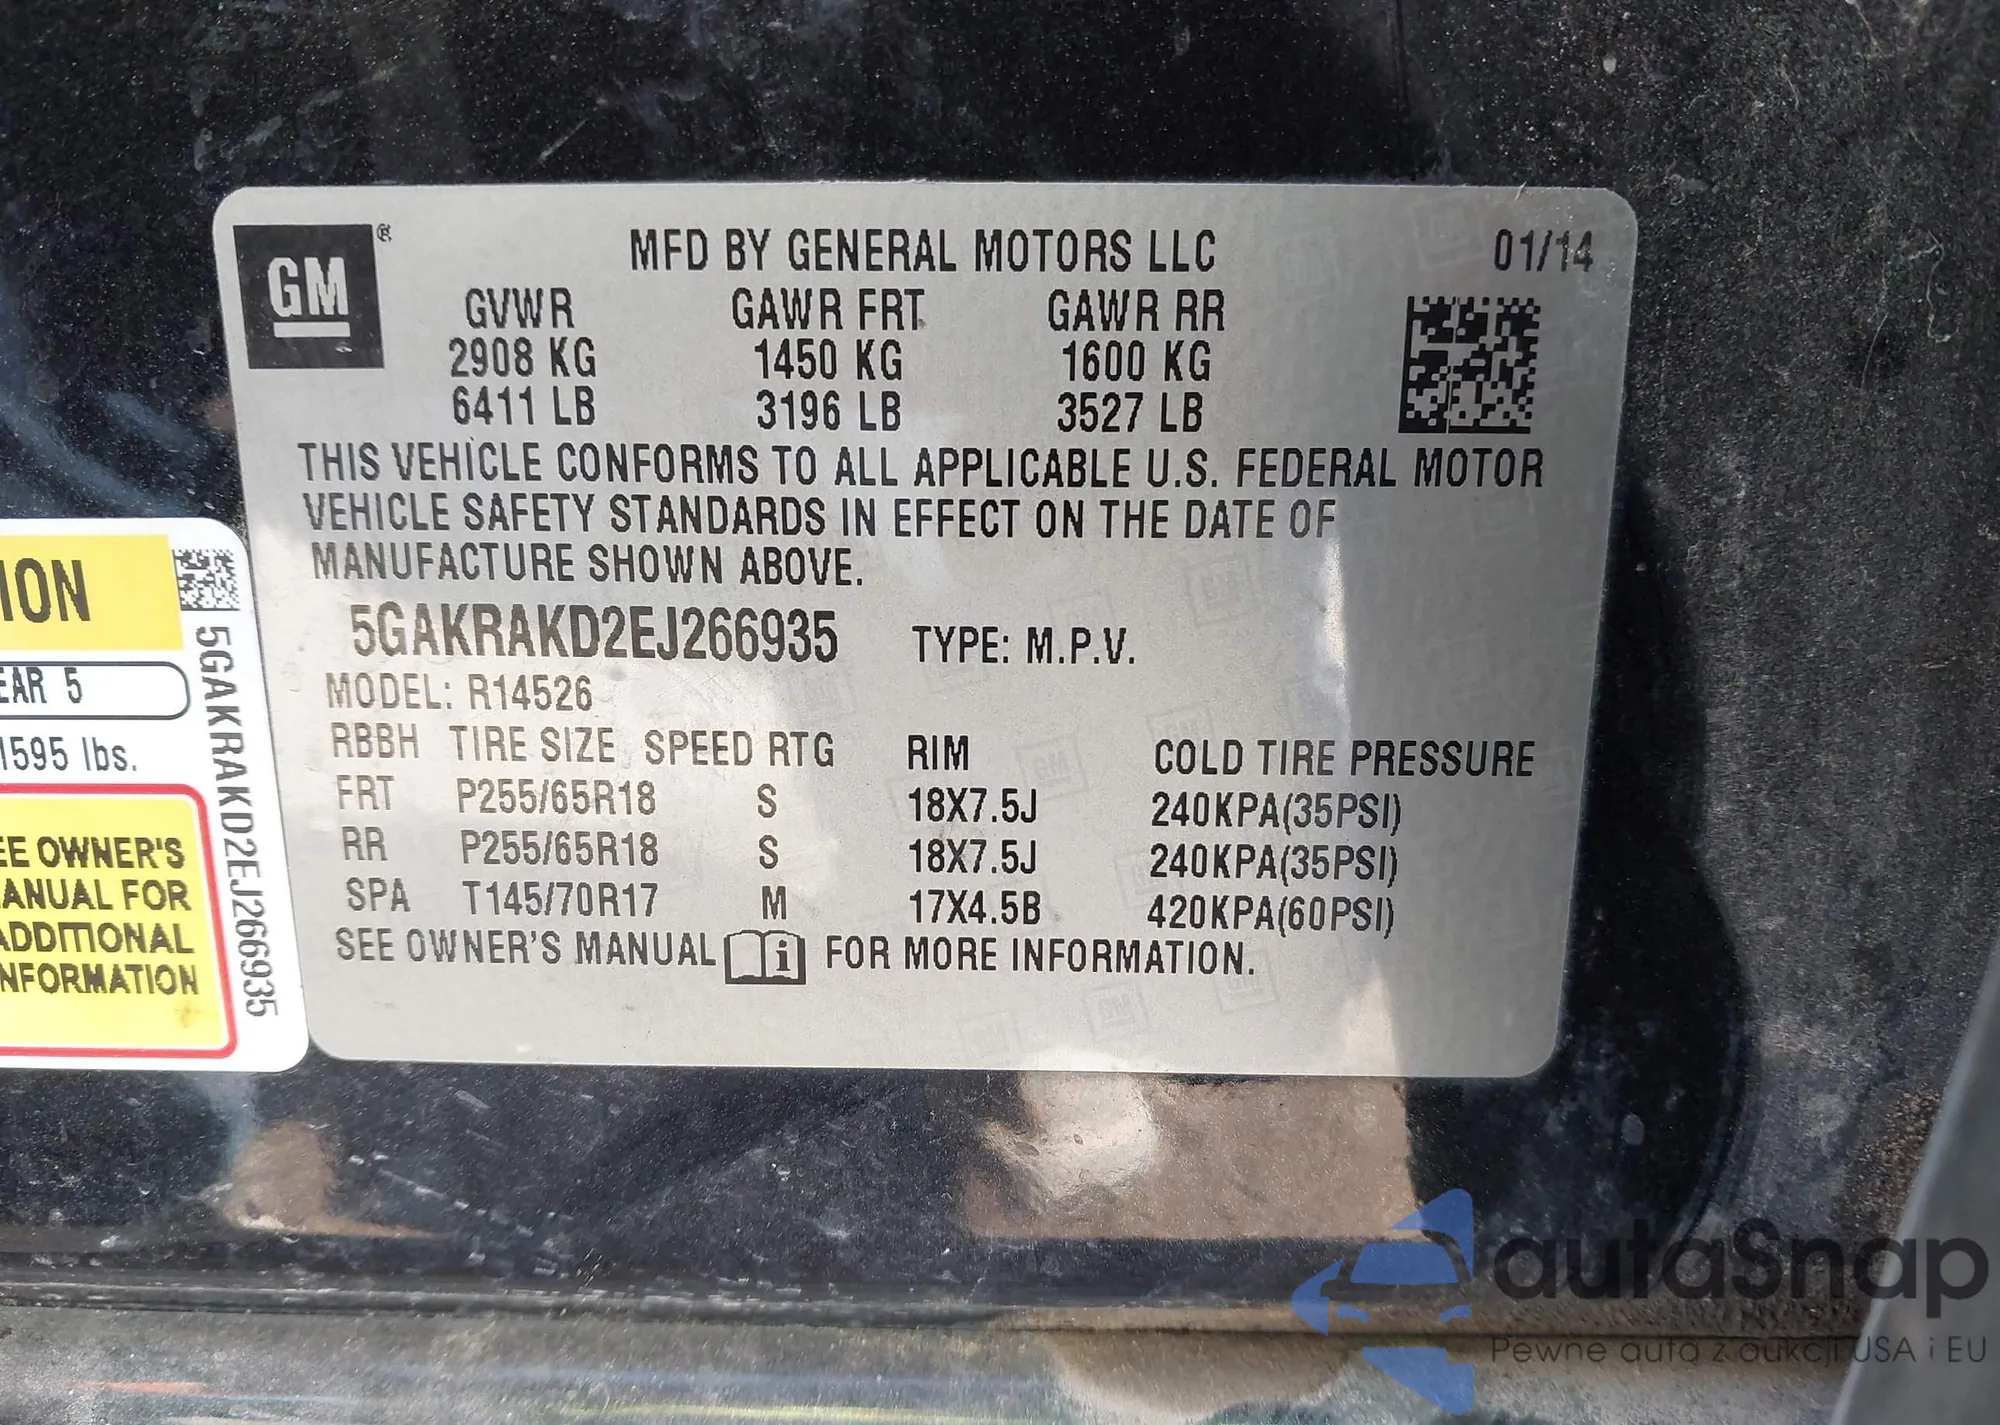 GM ®
MFD BY GENERAL MOTORS LLC 01/14
GVWR GAWR FRT GAWR RR
2908 KG 1450 KG 1600 KG
6411 LB 3196 LB 3527 LB
THIS VEHICLE CONFORMS TO ALL APPLICABLE U.S. FEDERAL MOTOR
VEHICLE SAFETY STANDARDS IN EFFECT ON THE DATE OF
MANUFACTURE SHOWN ABOVE.
5GAKRAKD2EJ266935 TYPE: M.P.V.
MODEL: R14526
RBBH TIRE SIZE SPEED RTG RIM COLD TIRE PRESSURE
FRT P255/65R18 S 18X7.5J 240KPA(35PSI)
RR P255/65R18 S 18X7.5J 240KPA(35PSI)
SPA T145/70R17 M 17X4.5B 420KPA(60PSI)
SEE OWNER'S MANUAL i FOR MORE INFORMATION.
ION
EAR 5
1595 lbs.
EE OWNER'S
ANUAL FOR
ADDITIONAL
NFORMATION
5GAKRAKD2EJ266935
autaSnap
Pewne auta z aukcji USA i EU